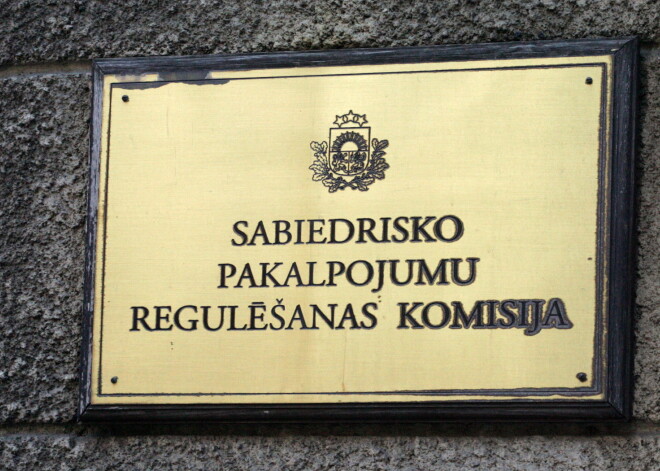 SABIEDRISKO
PAKALPOJUMU
REGULĒŠANAS KOMISIJA